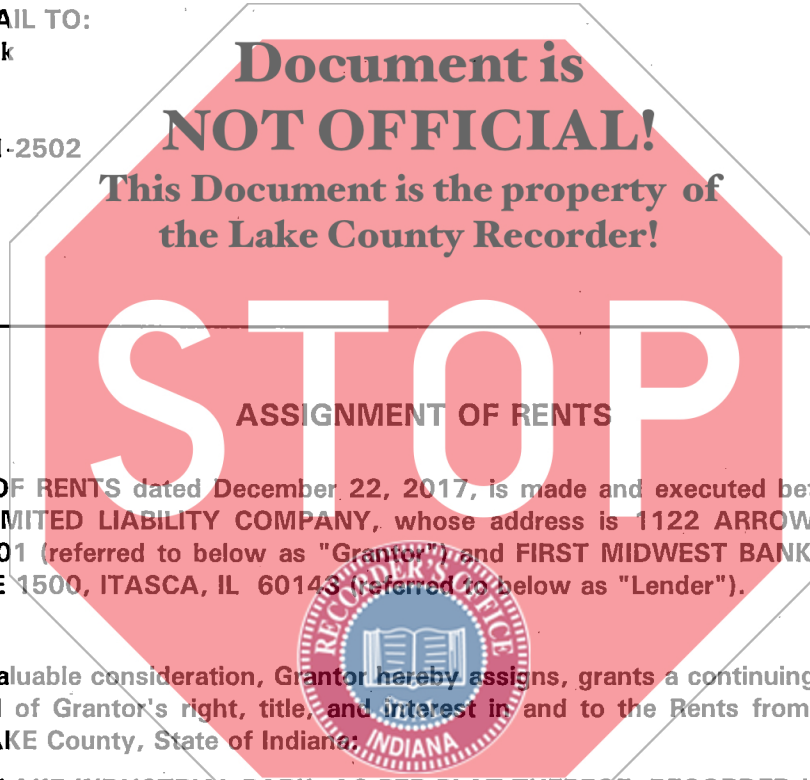 AIL TO:
k
Document is
NOT OFFICIAL!
-2502
This Document is the property of
the Lake County Recorder!
STOP
ASSIGNMENT OF RENTS
OF RENTS dated December 22, 2017, is made and executed be
MITED LIABILITY COMPANY, whose address is 1122 ARROW
01 (referred to below as "Grantor") and FIRST MIDWEST BANK
E 1500, ITASCA, IL 60143 (referred to below as "Lender").
RECORDER'S OFFICE
aluable consideration, Grantor hereby assigns, grants a continuing
of Grantor's right, title, and interest in and to the Rents from
AKE County, State of Indiana:
INDIANA